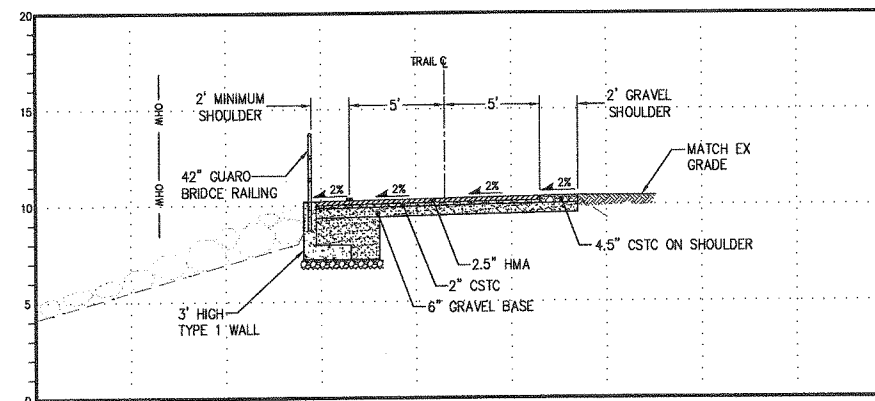 20
15
10
5
0
OHW
OHW
2' MINIMUM
SHOULDER
5'
TRAIL ℄
5'
2' GRAVEL
SHOULDER
MATCH EX
GRADE
42" GUARO
BRIDGE RAILING
2%
2%
2%
2%
4.5" CSTC ON SHOULDER
2.5" HMA
2" CSTC
6" GRAVEL BASE
3' HIGH
TYPE 1 WALL